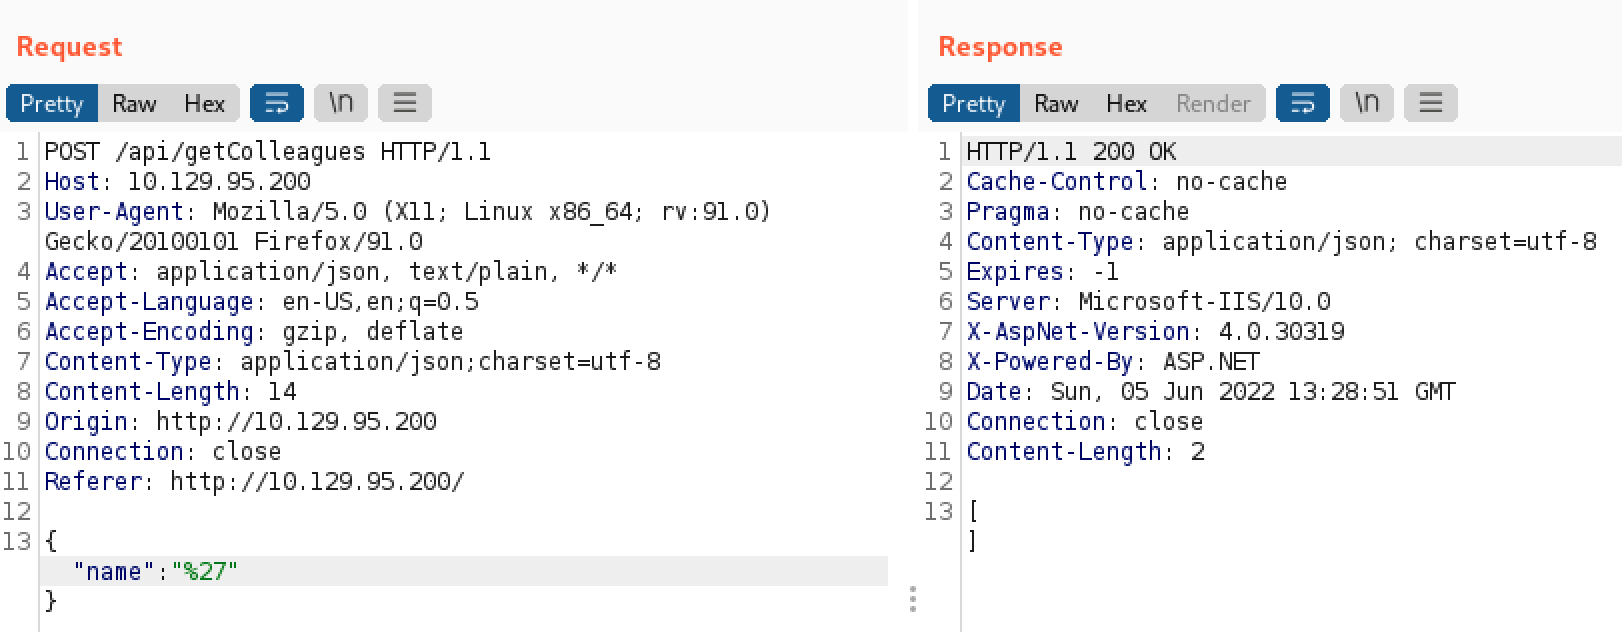 Request
Pretty Raw Hex \n
1 POST /api/getColleagues HTTP/1.1
2 Host: 10.129.95.200
3 User-Agent: Mozilla/5.0 (X11; Linux x86_64; rv:91.0)
Gecko/20100101 Firefox/91.0
4 Accept: application/json, text/plain, */*
5 Accept-Language: en-US,en;q=0.5
6 Accept-Encoding: gzip, deflate
7 Content-Type: application/json;charset=utf-8
8 Content-Length: 14
9 Origin: http://10.129.95.200
10 Connection: close
11 Referer: http://10.129.95.200/
12
13 {
"name":"%27"
}
Response
Pretty Raw Hex Render \n
1 HTTP/1.1 200 OK
2 Cache-Control: no-cache
3 Pragma: no-cache
4 Content-Type: application/json; charset=utf-8
5 Expires: -1
6 Server: Microsoft-IIS/10.0
7 X-AspNet-Version: 4.0.30319
8 X-Powered-By: ASP.NET
9 Date: Sun, 05 Jun 2022 13:28:51 GMT
10 Connection: close
11 Content-Length: 2
12
13 [
]